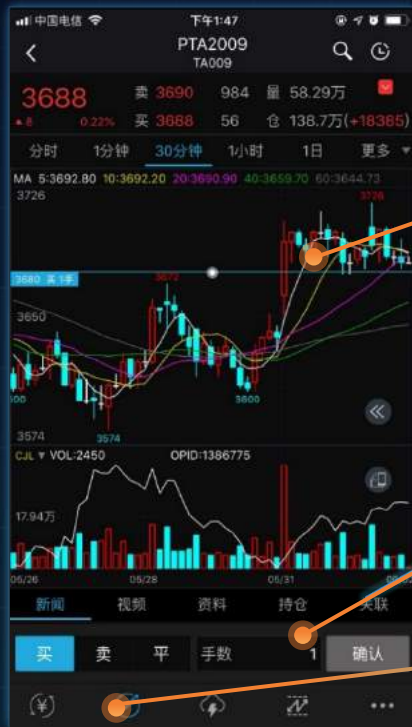 中国电信 下午1:47
PTA2009
TA009
3688 卖 3690 984 量 58.29万
▲8 0.22% 买 3688 56 仓 138.7万(+18385)
分时 1分钟 30分钟 1小时 1日 更多
MA 5:3692.80 10:3692.20 20:3690.90 40:3659.70 60:3644.73
3726 3726
3680 买 1手 3672
3650
3600
3574 3574
CJL VOL:2450 OPID:1386775
17.94万
05/26 05/28 05/31
新闻 视频 资料 持仓 关联
买 卖 平 手数 1 确认